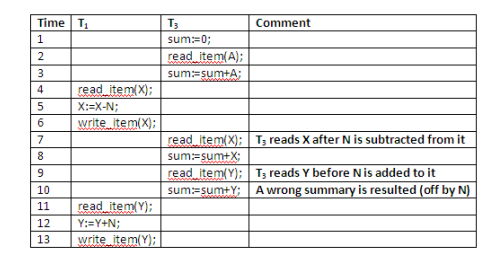 Time T₁ T₃ Comment
1 sum:=0;
2 read_item(A);
3 sum:=sum+A;
4 read_item(X);
5 X:=X-N;
6 write_item(X);
7 read_item(X); T₃ reads X after N is subtracted from it
8 sum:=sum+X;
9 read_item(Y); T₃ reads Y before N is added to it
10 sum:=sum+Y; A wrong summary is resulted (off by N)
11 read_item(Y);
12 Y:=Y+N;
13 write_item(Y);